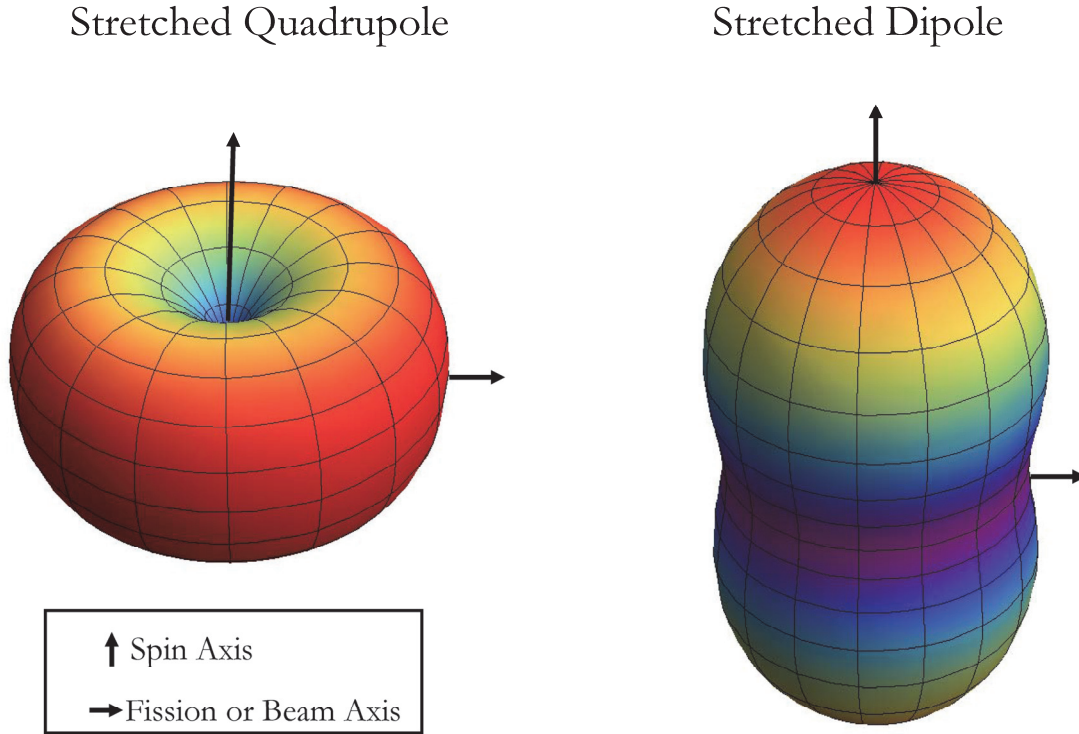 Stretched Quadrupole
Stretched Dipole
Spin Axis
Fission or Beam Axis